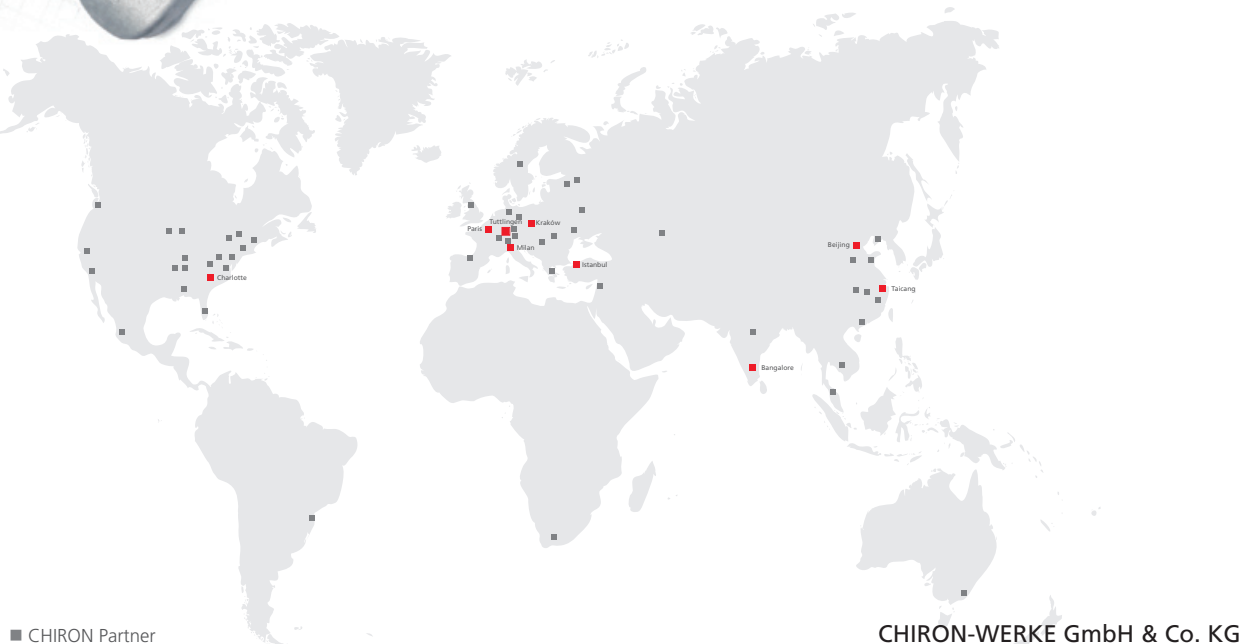 Tuttlingen
Kraków
Paris
Milan
Istanbul
Charlotte
Beijing
Taicang
Bangalore
CHIRON Partner
CHIRON-WERKE GmbH & Co. KG